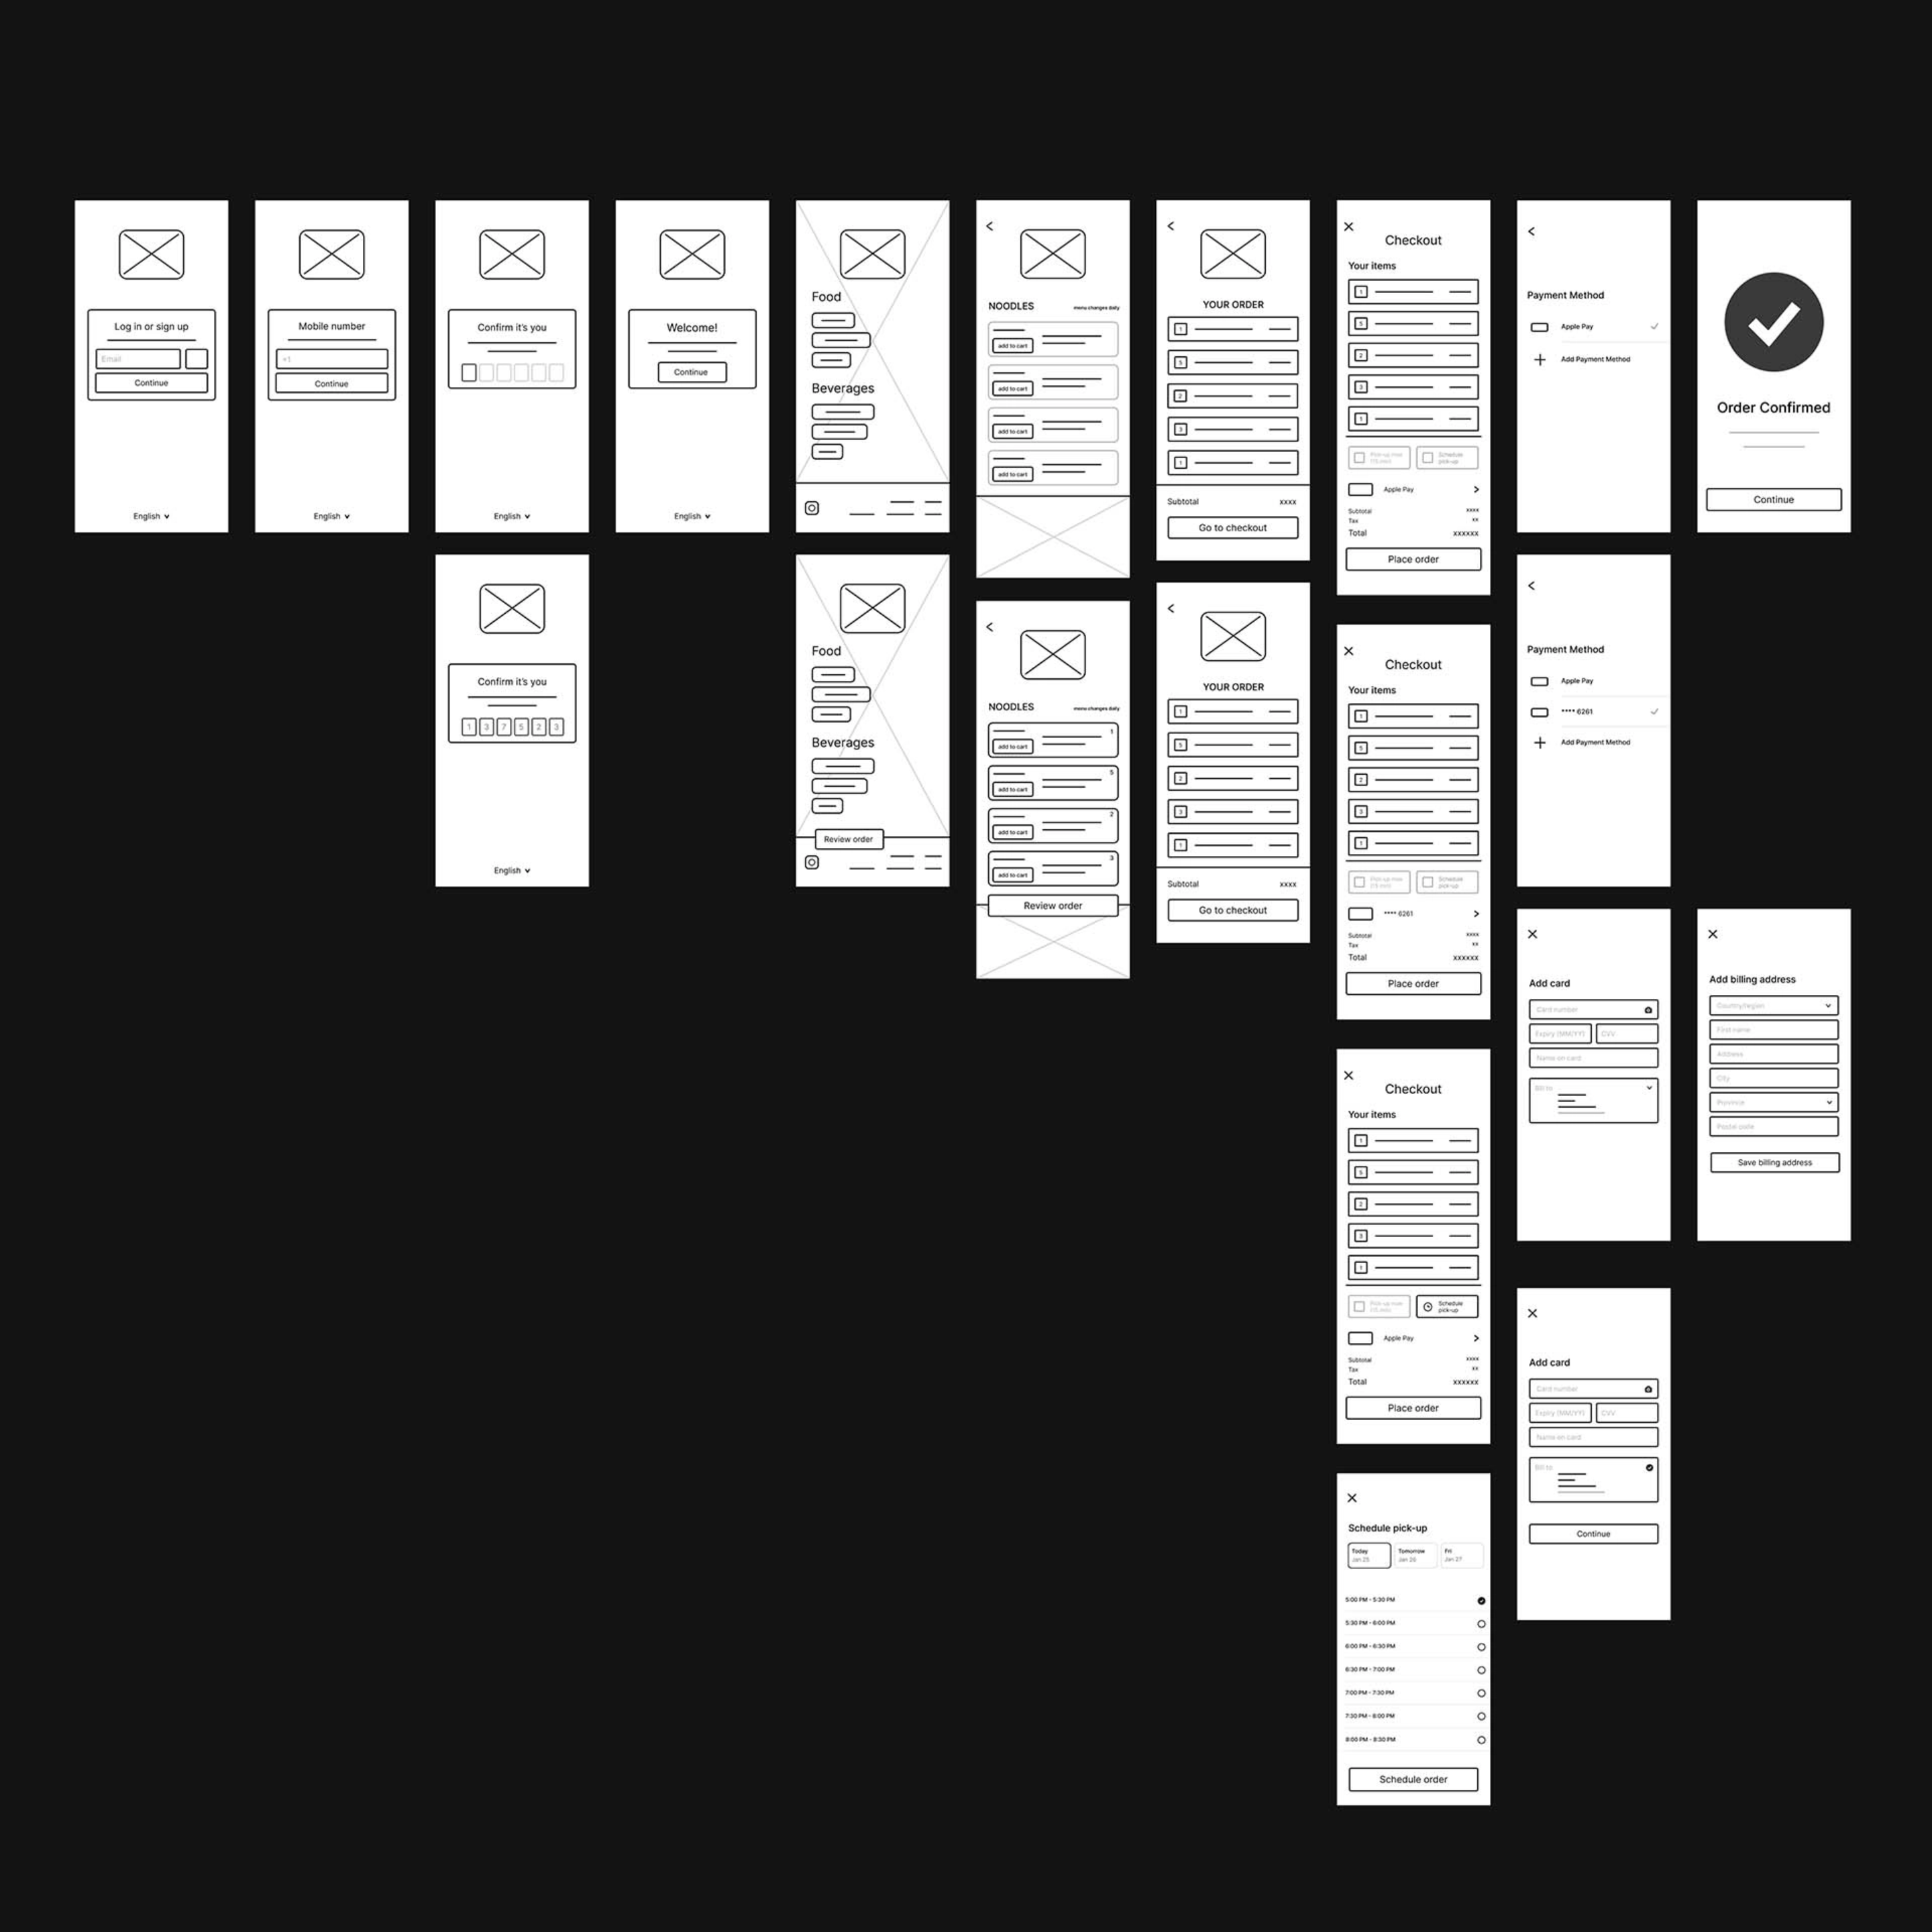 Log in or sign up
Email
Continue
English
Mobile number
+1
Continue
English
Confirm it's you
English
Welcome!
Continue
English
Food
Beverages
NOODLES
menu changes daily
add to cart
add to cart
add to cart
add to cart
YOUR ORDER
1
5
2
3
1
Subtotal xxxx
Go to checkout
Checkout
Your items
1
5
2
3
1
Pick-up now Schedule
(15 min) pick-up
Apple Pay
Subtotal xxxx
Tax xx
Total xxxxxx
Place order
Payment Method
Apple Pay
Add Payment Method
Order Confirmed
Continue
Confirm it's you
1 3 7 5 2 3
English
Food
Beverages
Review order
NOODLES
menu changes daily
1
add to cart
5
add to cart
2
add to cart
3
add to cart
Review order
YOUR ORDER
1
5
2
3
1
Subtotal xxxx
Go to checkout
Checkout
Your items
1
5
2
3
1
Pick-up now Schedule
(15 min) pick-up
•••• 6261
Subtotal xxxx
Tax xx
Total xxxxxx
Place order
Payment Method
Apple Pay
•••• 6261
Add Payment Method
Checkout
Your items
1
5
2
3
1
Pick-up now Schedule
(15 min) pick-up
Apple Pay
Subtotal xxxx
Tax xx
Total xxxxxx
Place order
Add card
Card number
Expiry (MM/YY) CVV
Name on card
Bill to
Add billing address
Country/region
First name
Address
City
Province
Postal code
Save billing address
Schedule pick-up
Today Tomorrow Fri
Jan 25 Jan 26 Jan 27
5:00 PM - 5:30 PM
5:30 PM - 6:00 PM
6:00 PM - 6:30 PM
6:30 PM - 7:00 PM
7:00 PM - 7:30 PM
7:30 PM - 8:00 PM
8:00 PM - 8:30 PM
Schedule order
Add card
Card number
Expiry (MM/YY) CVV
Name on card
Bill to
Continue